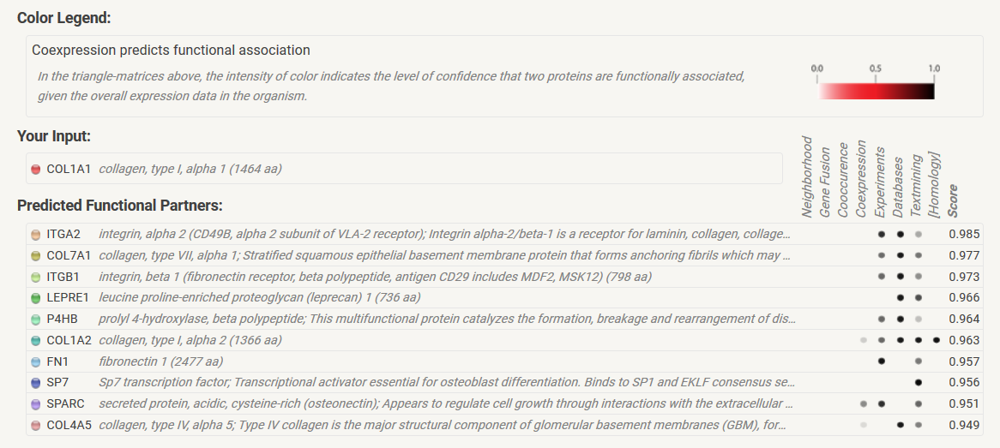 Color Legend:
Coexpression predicts functional association
In the triangle-matrices above, the intensity of color indicates the level of confidence that two proteins are functionally associated,
given the overall expression data in the organism.
0.0 0.5 1.0
Your Input:
COL1A1 collagen, type I, alpha 1 (1464 aa)
Neighborhood
Gene Fusion
Cooccurence
Coexpression
Experiments
Databases
Textmining
[Homology]
Score
Predicted Functional Partners:
ITGA2 integrin, alpha 2 (CD49B, alpha 2 subunit of VLA-2 receptor); Integrin alpha-2/beta-1 is a receptor for laminin, collagen, collage... 0.985
COL7A1 collagen, type VII, alpha 1; Stratified squamous epithelial basement membrane protein that forms anchoring fibrils which may ... 0.977
ITGB1 integrin, beta 1 (fibronectin receptor, beta polypeptide, antigen CD29 includes MDF2, MSK12) (798 aa) 0.973
LEPRE1 leucine proline-enriched proteoglycan (leprecan) 1 (736 aa) 0.966
P4HB prolyl 4-hydroxylase, beta polypeptide; This multifunctional protein catalyzes the formation, breakage and rearrangement of dis... 0.964
COL1A2 collagen, type I, alpha 2 (1366 aa) 0.963
FN1 fibronectin 1 (2477 aa) 0.957
SP7 Sp7 transcription factor; Transcriptional activator essential for osteoblast differentiation. Binds to SP1 and EKLF consensus se... 0.956
SPARC secreted protein, acidic, cysteine-rich (osteonectin); Appears to regulate cell growth through interactions with the extracellular ... 0.951
COL4A5 collagen, type IV, alpha 5; Type IV collagen is the major structural component of glomerular basement membranes (GBM), for... 0.949